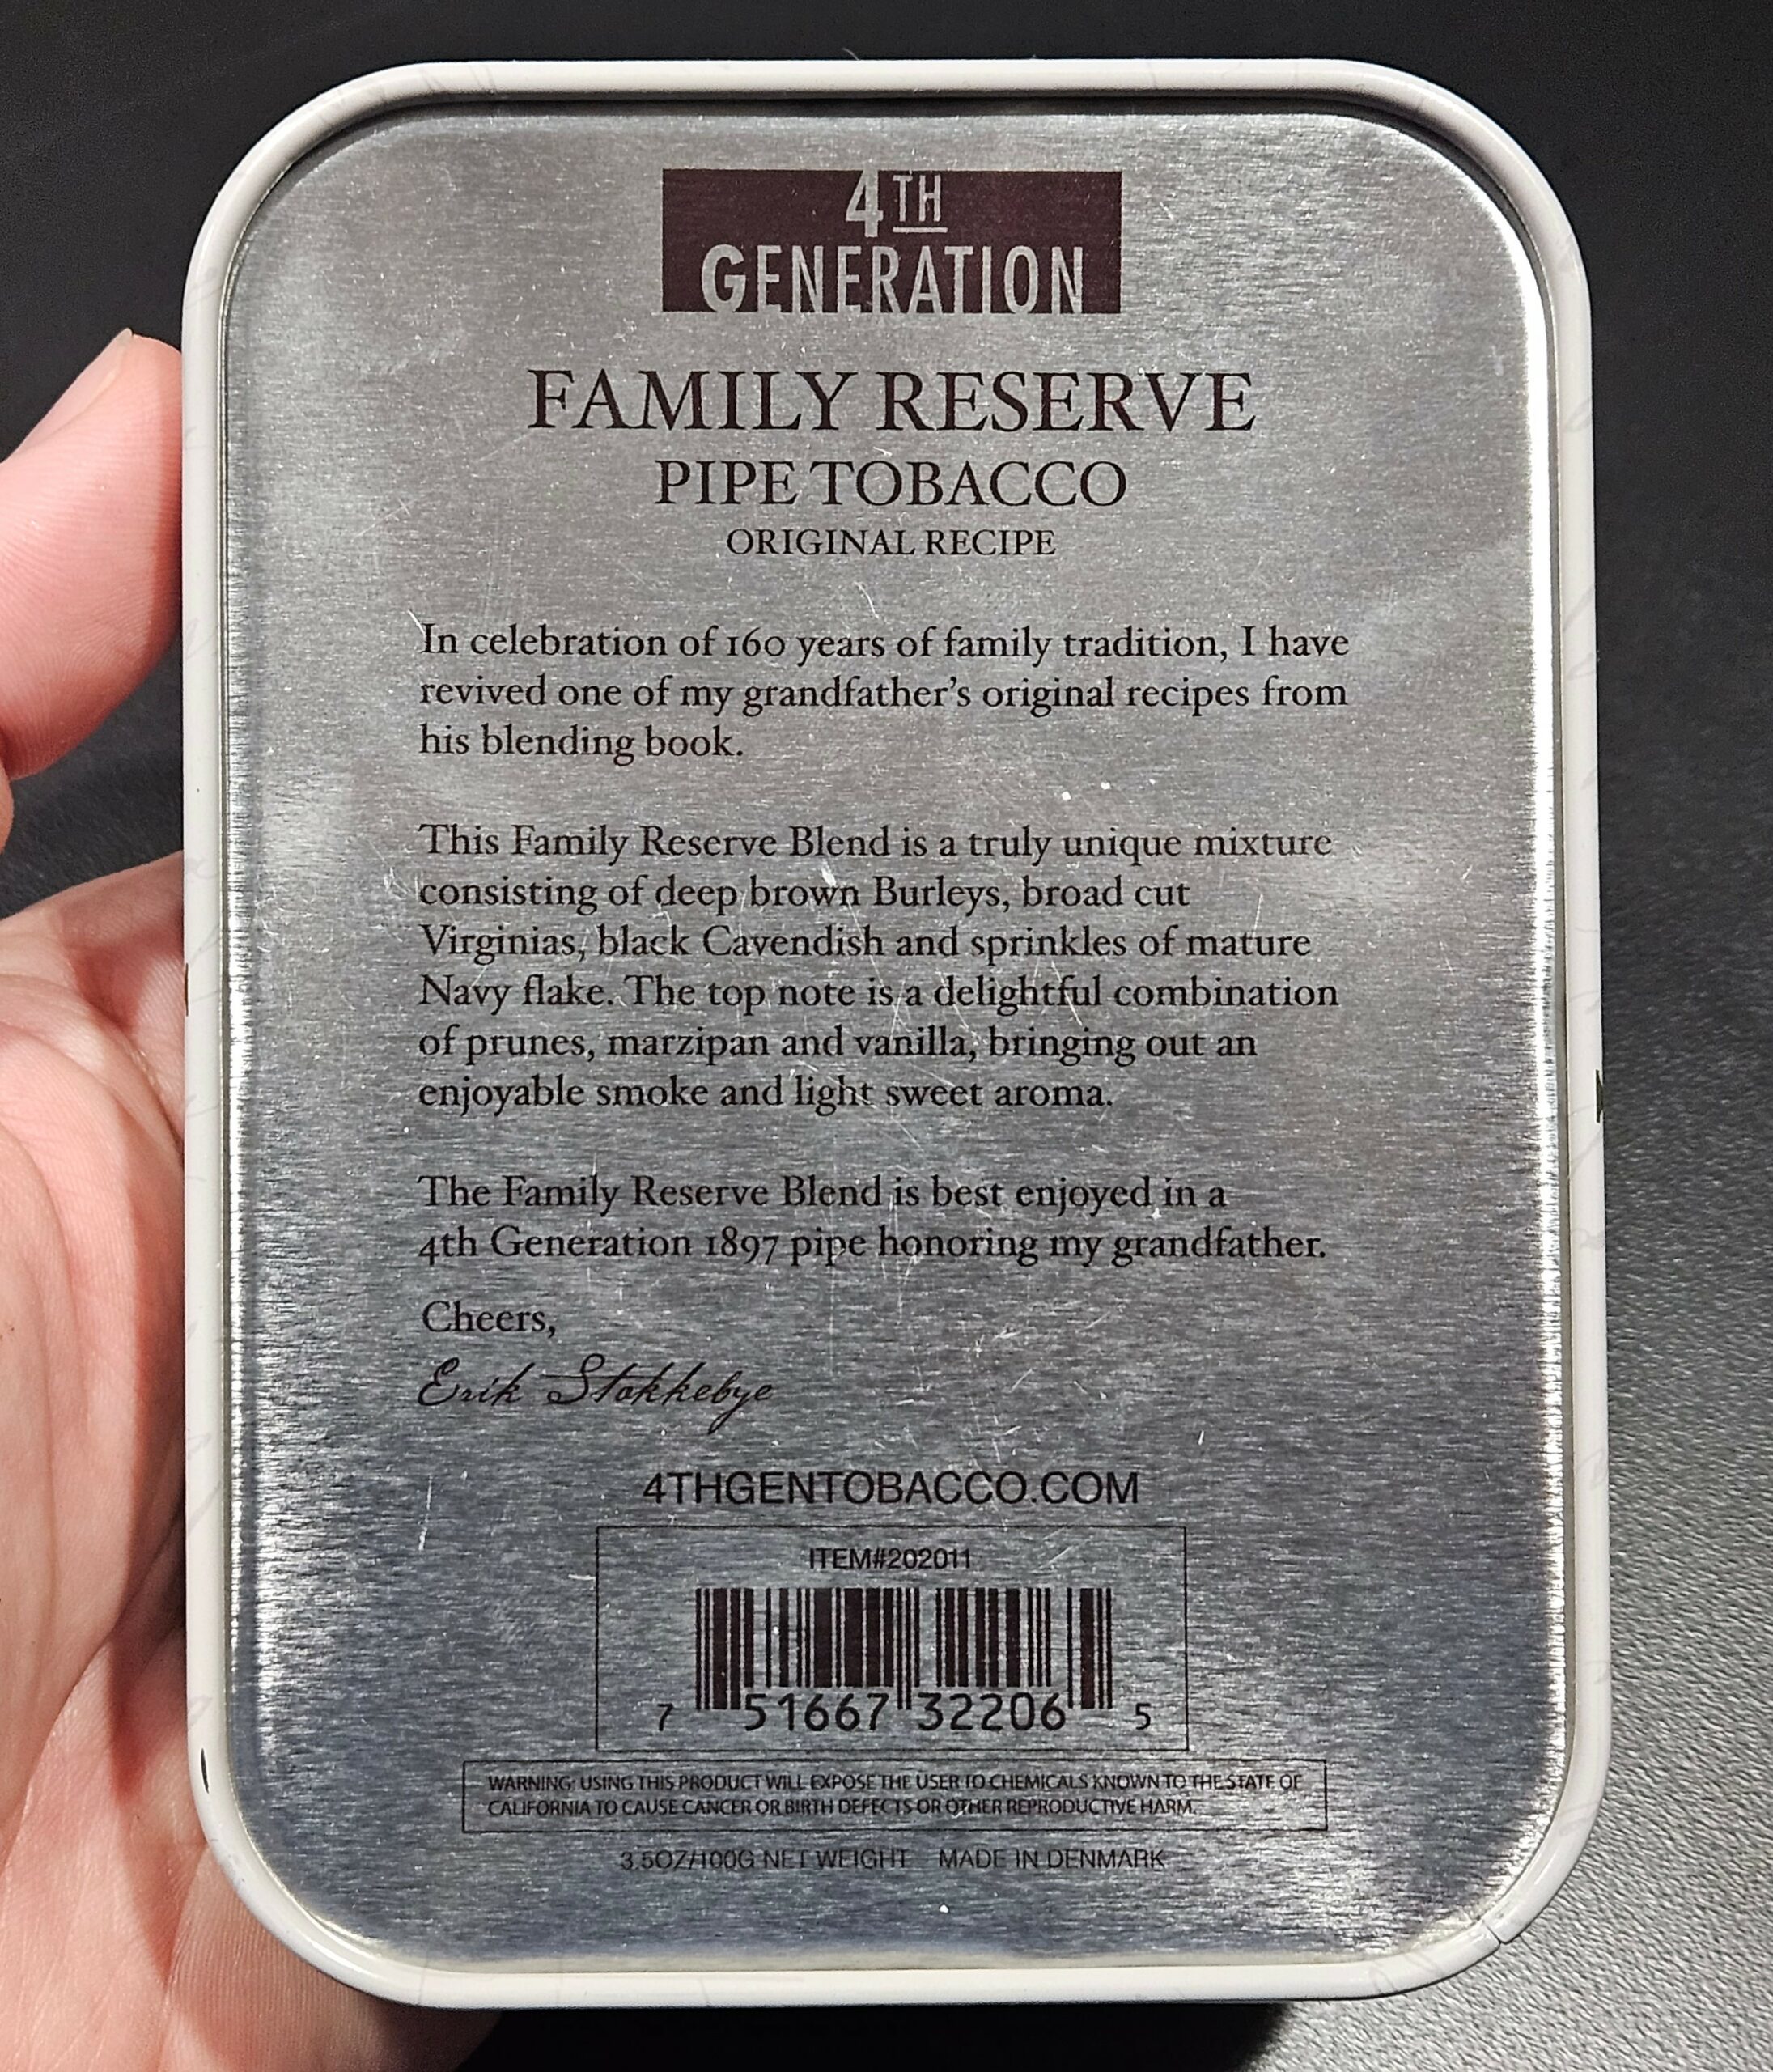 4TH
GENERATION
FAMILY RESERVE
PIPE TOBACCO
ORIGINAL RECIPE
In celebration of 160 years of family tradition, I have
revived one of my grandfather’s original recipes from
his blending book.
This Family Reserve Blend is a truly unique mixture
consisting of deep brown Burleys, broad cut
Virginias, black Cavendish and sprinkles of mature
Navy flake. The top note is a delightful combination
of prunes, marzipan and vanilla, bringing out an
enjoyable smoke and light sweet aroma.
The Family Reserve Blend is best enjoyed in a
4th Generation 1897 pipe honoring my grandfather.
Cheers,
Erik Stokkebye
4THGENTOBACCO.COM
ITEM#202011
7 51667 32206 5
WARNING: USING THIS PRODUCT WILL EXPOSE THE USER TO CHEMICALS KNOWN TO THE STATE OF
CALIFORNIA TO CAUSE CANCER OR BIRTH DEFECTS OR OTHER REPRODUCTIVE HARM.
3.5OZ/100G NET WEIGHT MADE IN DENMARK